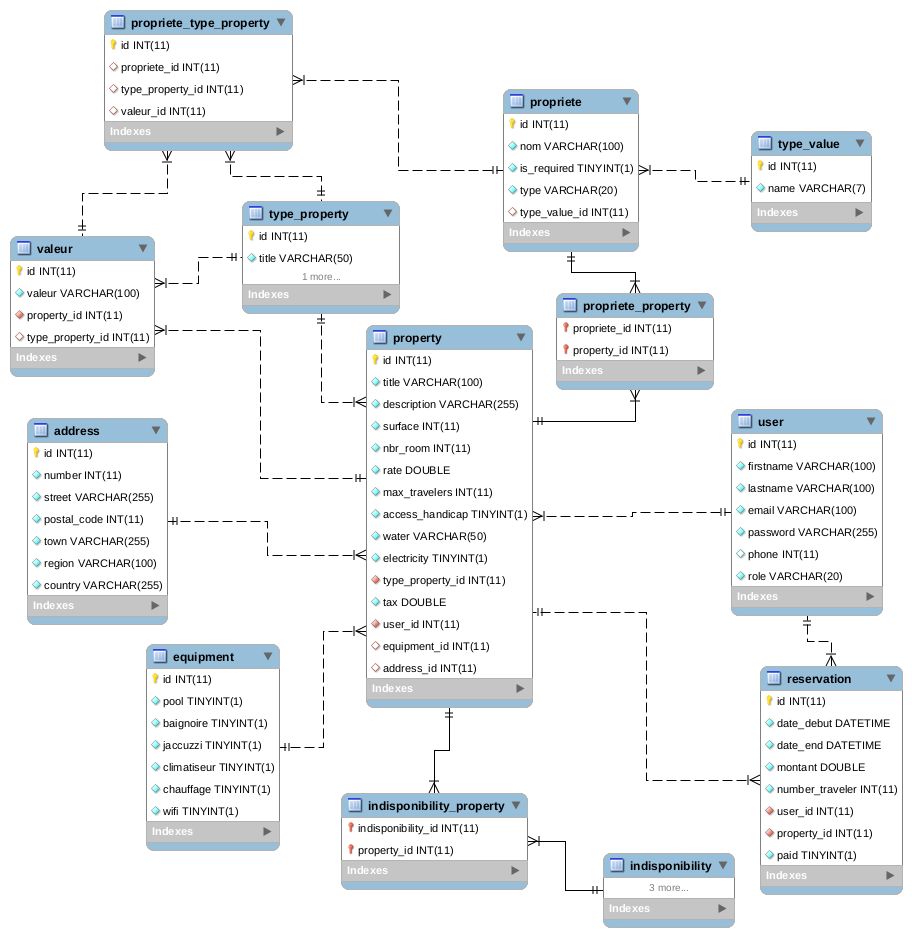 propriete_type_property
id INT(11)
propriete_id INT(11)
type_property_id INT(11)
valeur_id INT(11)
Indexes
propriete
id INT(11)
nom VARCHAR(100)
is_required TINYINT(1)
type VARCHAR(20)
type_value_id INT(11)
Indexes
type_value
id INT(11)
name VARCHAR(7)
Indexes
type_property
id INT(11)
title VARCHAR(50)
1 more...
Indexes
valeur
id INT(11)
valeur VARCHAR(100)
property_id INT(11)
type_property_id INT(11)
Indexes
propriete_property
propriete_id INT(11)
property_id INT(11)
Indexes
property
id INT(11)
title VARCHAR(100)
description VARCHAR(255)
surface INT(11)
nbr_room INT(11)
rate DOUBLE
max_travelers INT(11)
access_handicap TINYINT(1)
water VARCHAR(50)
electricity TINYINT(1)
type_property_id INT(11)
tax DOUBLE
user_id INT(11)
equipment_id INT(11)
address_id INT(11)
Indexes
address
id INT(11)
number INT(11)
street VARCHAR(255)
postal_code INT(11)
town VARCHAR(255)
region VARCHAR(100)
country VARCHAR(255)
Indexes
user
id INT(11)
firstname VARCHAR(100)
lastname VARCHAR(100)
email VARCHAR(100)
password VARCHAR(255)
phone INT(11)
role VARCHAR(20)
Indexes
equipment
id INT(11)
pool TINYINT(1)
baignoire TINYINT(1)
jaccuzzi TINYINT(1)
climatiseur TINYINT(1)
chauffage TINYINT(1)
wifi TINYINT(1)
Indexes
reservation
id INT(11)
date_debut DATETIME
date_end DATETIME
montant DOUBLE
number_traveler INT(11)
user_id INT(11)
property_id INT(11)
paid TINYINT(1)
Indexes
indisponibility_property
indisponibility_id INT(11)
property_id INT(11)
Indexes
indisponibility
3 more...
Indexes